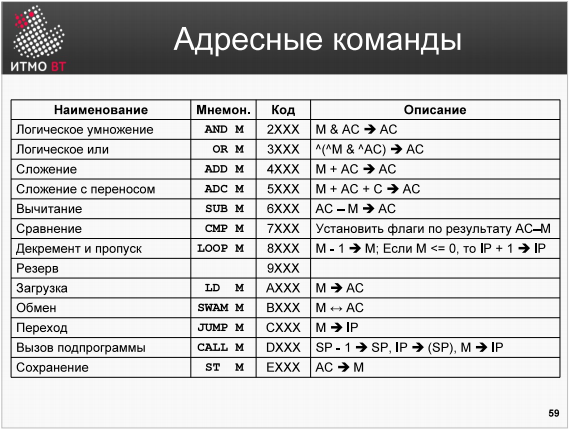 ИТМО ВТ
Адресные команды
Наименование Мнемон. Код Описание
Логическое умножение AND M 2XXX M & AC ➔ AC
Логическое или OR M 3XXX ^(^M & ^AC) ➔ AC
Сложение ADD M 4XXX M + AC ➔ AC
Сложение с переносом ADC M 5XXX M + AC + C ➔ AC
Вычитание SUB M 6XXX AC – M ➔ AC
Сравнение CMP M 7XXX Установить флаги по результату AC–M
Декремент и пропуск LOOP M 8XXX M - 1 ➔ M; Если M <= 0, то IP + 1 ➔ IP
Резерв 9XXX
Загрузка LD M AXXX M ➔ AC
Обмен SWAM M BXXX M ↔ AC
Переход JUMP M CXXX M ➔ IP
Вызов подпрограммы CALL M DXXX SP - 1 ➔ SP, IP ➔ (SP), M ➔ IP
Сохранение ST M EXXX AC ➔ M
59